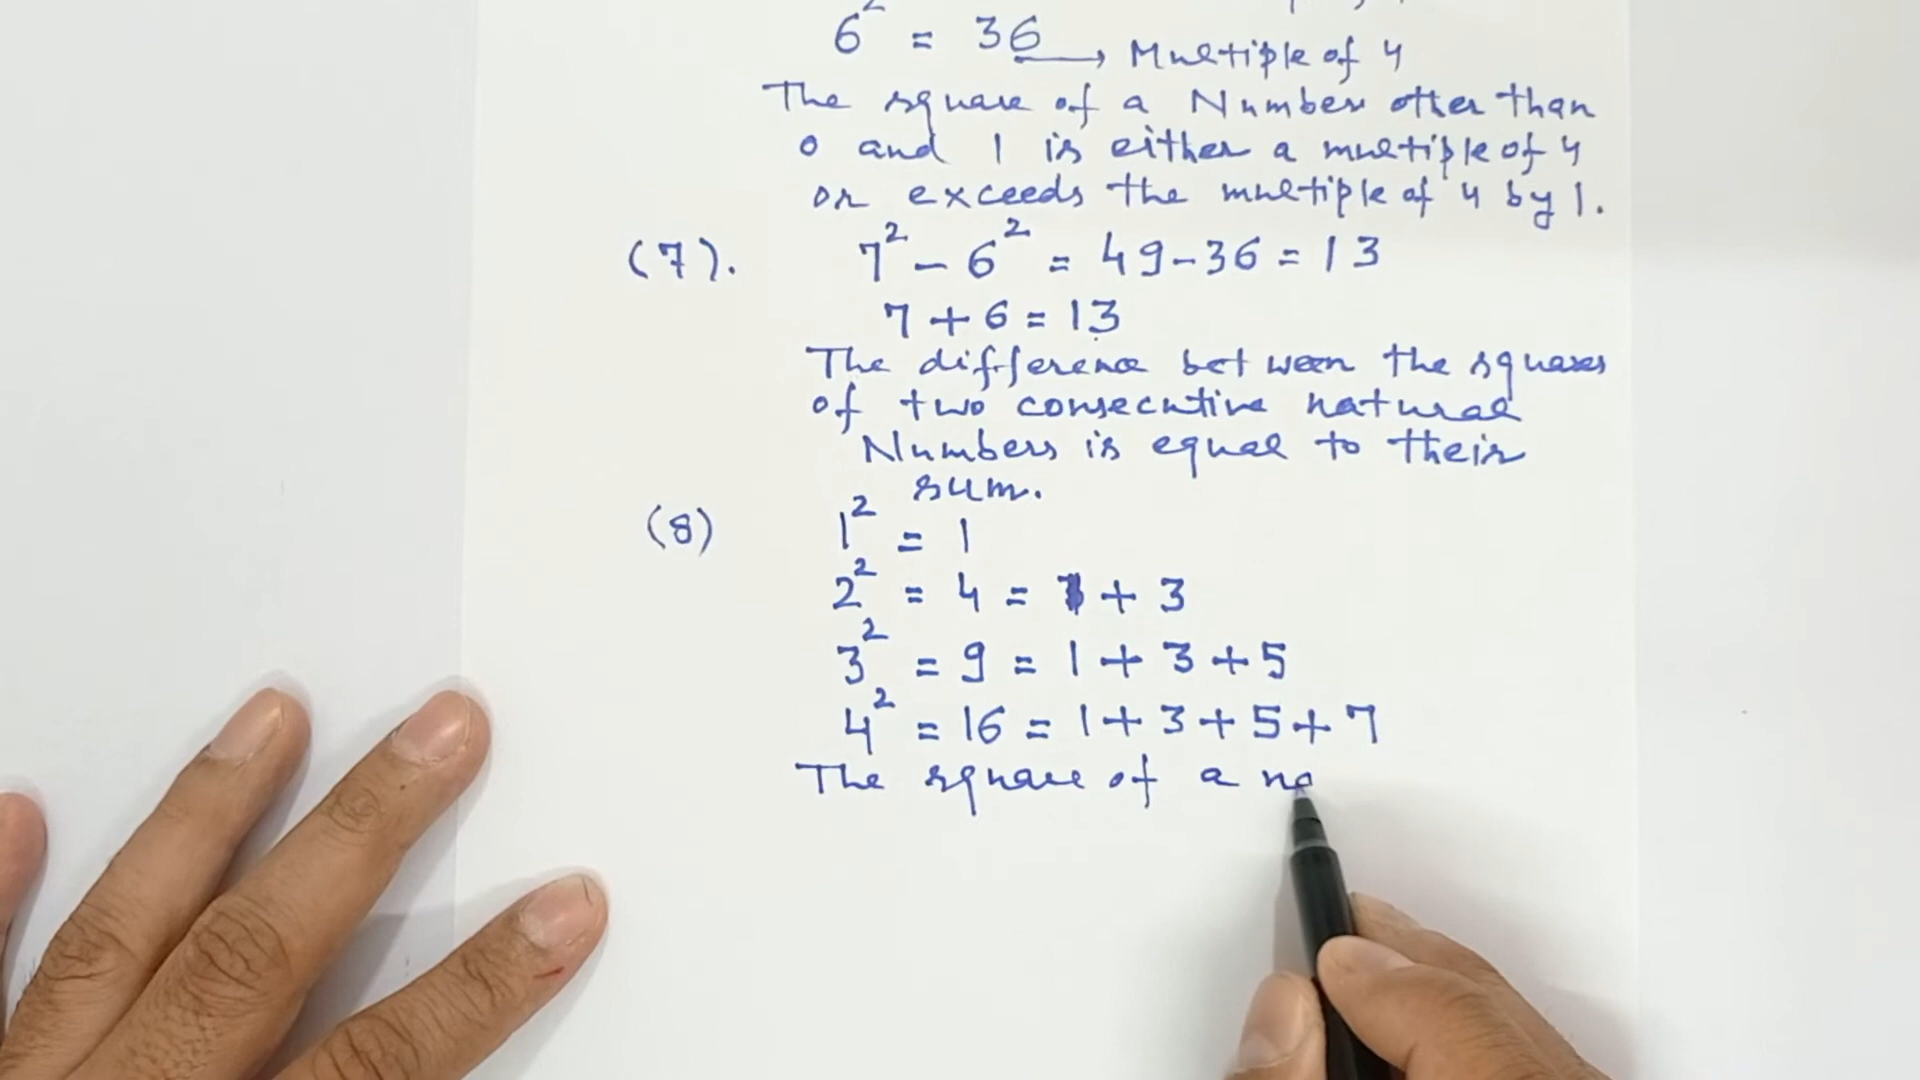 6² = 36 → Multiple of 4
The square of a Number other than
0 and 1 is either a multiple of 4
or exceeds the multiple of 4 by 1.
(7). 7² - 6² = 49-36 = 13
7 + 6 = 13
The difference between the squares
of two consecutive natural
Numbers is equal to their
sum.
(8) 1² = 1
2² = 4 = 1 + 3
3² = 9 = 1 + 3 + 5
4² = 16 = 1 + 3 + 5 + 7
The square of a na